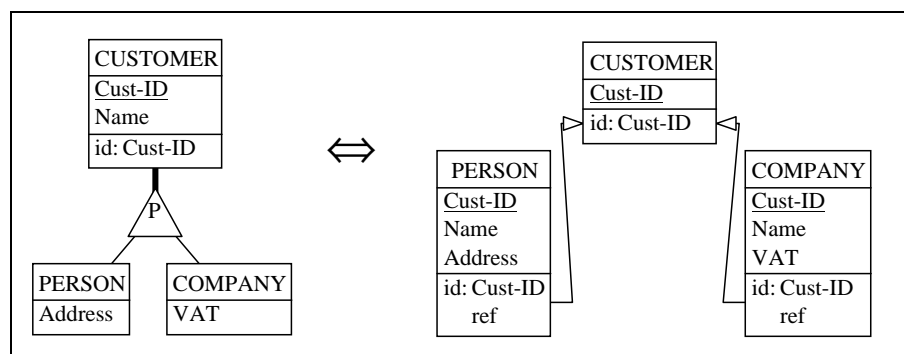 CUSTOMER
Cust-ID
Name
id: Cust-ID
P
PERSON
Address
COMPANY
VAT
⇔
CUSTOMER
Cust-ID
id: Cust-ID
PERSON
Cust-ID
Name
Address
id: Cust-ID
ref
COMPANY
Cust-ID
Name
VAT
id: Cust-ID
ref